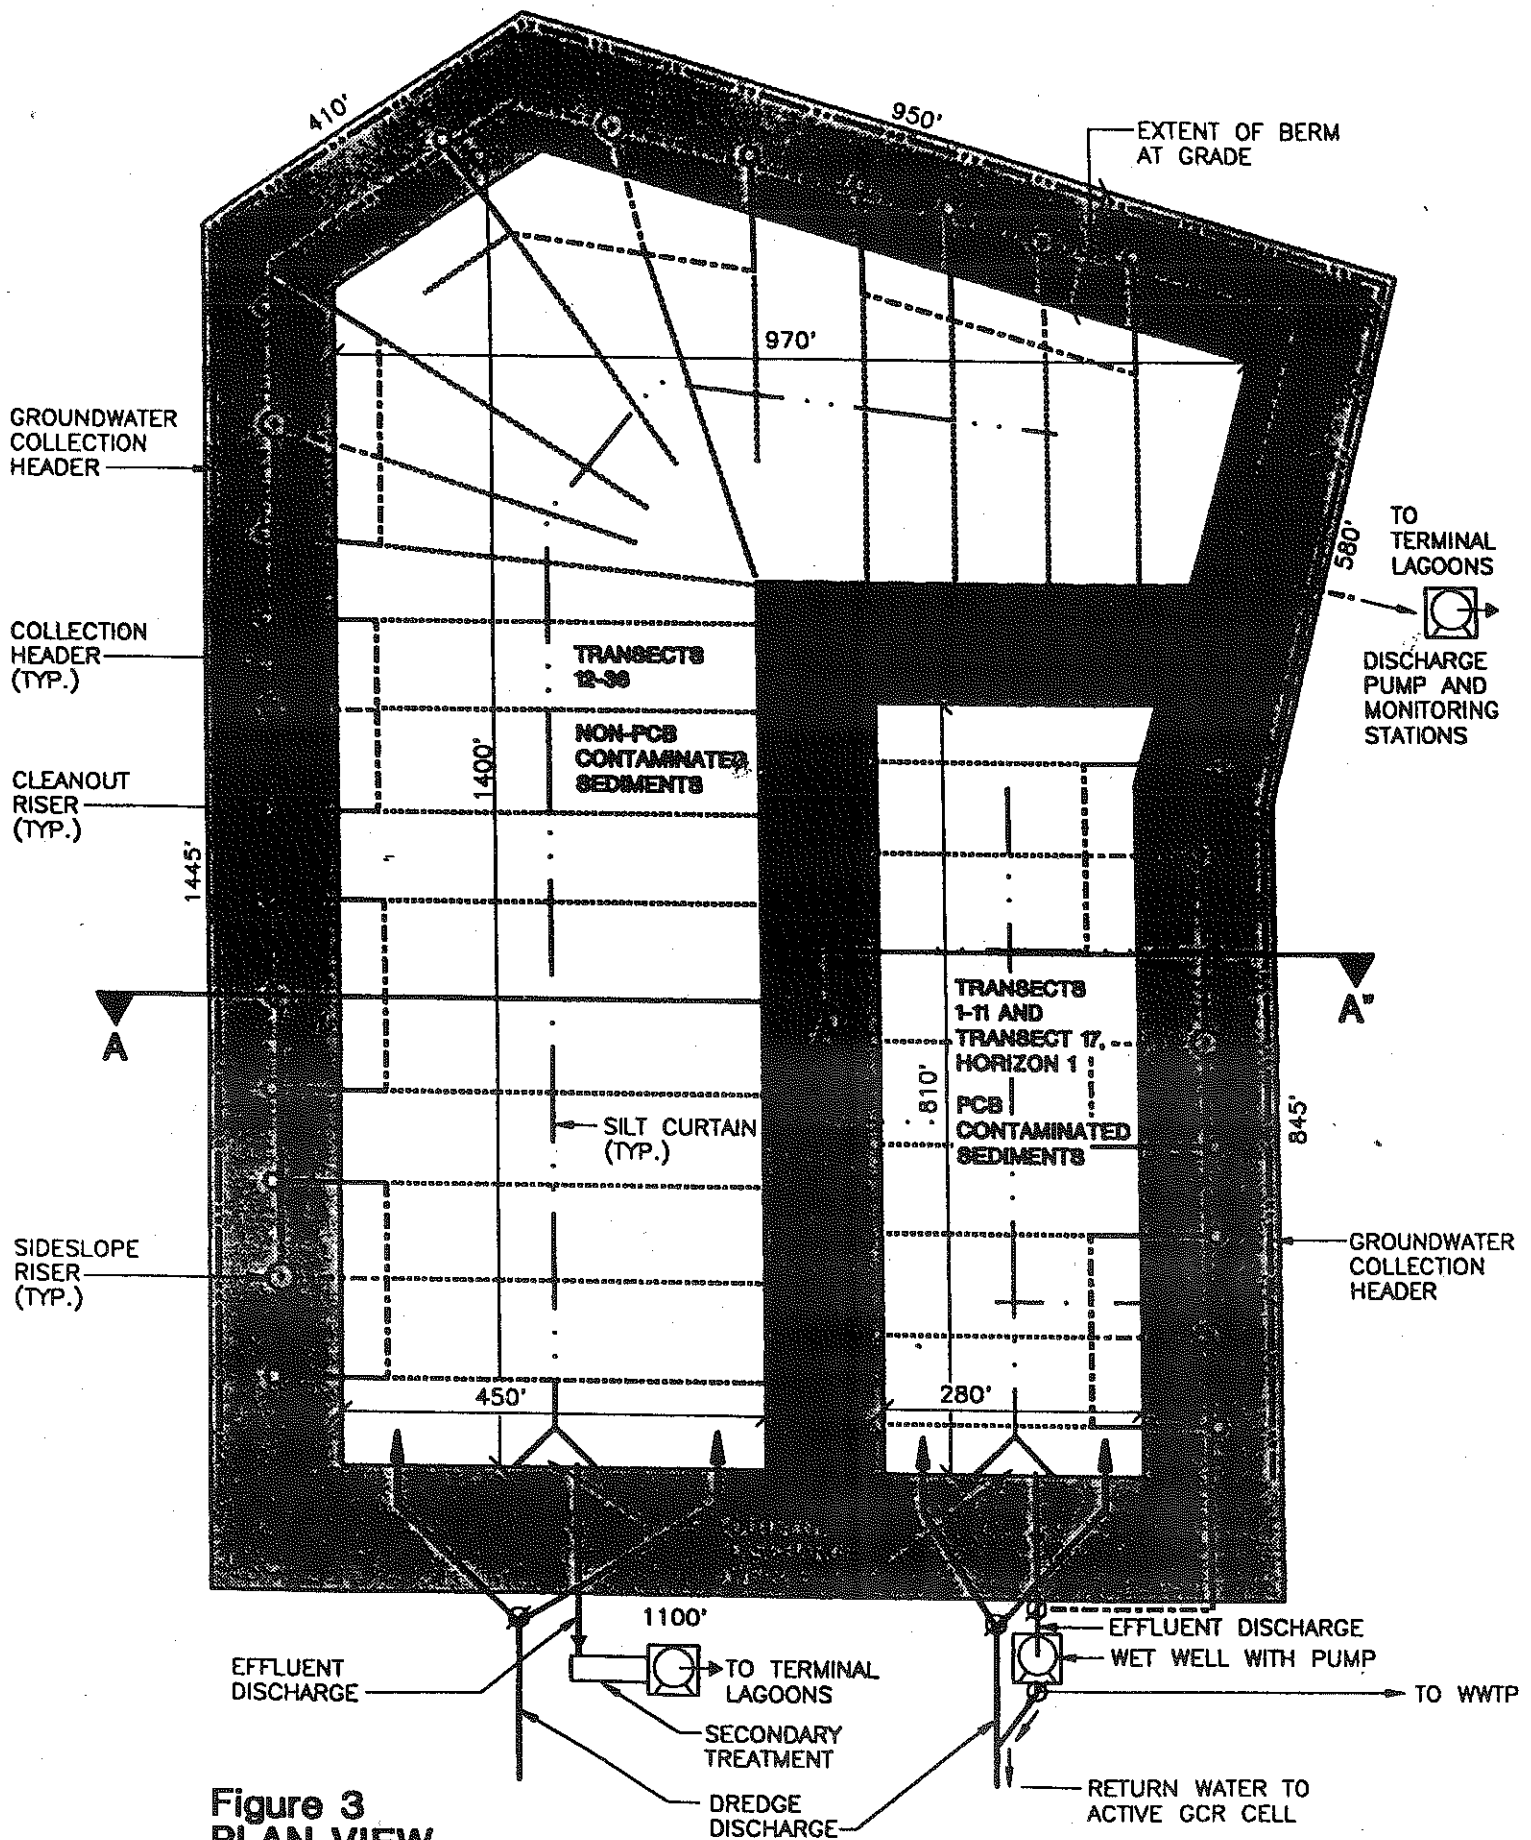 410'
950'
EXTENT OF BERM
AT GRADE
970'
GROUNDWATER
COLLECTION
HEADER
580'
TO
TERMINAL
LAGOONS
COLLECTION
HEADER
(TYP.)
TRANSECTS
12-36
DISCHARGE
PUMP AND
MONITORING
STATIONS
NON-PCB
CONTAMINATED
SEDIMENTS
1400'
CLEANOUT
RISER
(TYP.)
1445'
A
A"
TRANSECTS
1-11 AND
TRANSECT 17,
HORIZON 1
PCB
CONTAMINATED
SEDIMENTS
810'
845'
SILT CURTAIN
(TYP.)
SIDESLOPE
RISER
(TYP.)
GROUNDWATER
COLLECTION
HEADER
450'
280'
1100'
EFFLUENT
DISCHARGE
TO TERMINAL
LAGOONS
SECONDARY
TREATMENT
EFFLUENT DISCHARGE
WET WELL WITH PUMP
TO WWTP
DREDGE
DISCHARGE
RETURN WATER TO
ACTIVE GCR CELL
Figure 3
PLAN VIEW